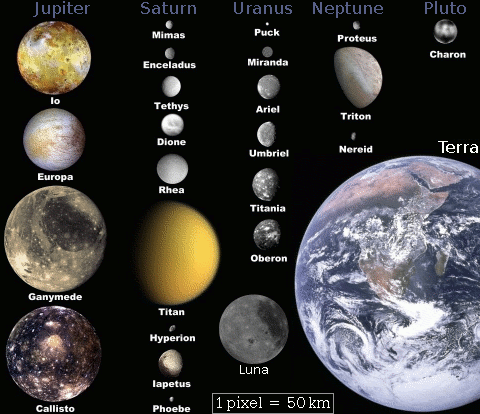 Jupiter
Io
Europa
Ganymede
Callisto
Saturn
Mimas
Enceladus
Tethys
Dione
Rhea
Titan
Hyperion
Iapetus
Phoebe
Uranus
Puck
Miranda
Ariel
Umbriel
Titania
Oberon
Luna
Neptune
Proteus
Triton
Nereid
Pluto
Charon
Terra
1 pixel = 50 km